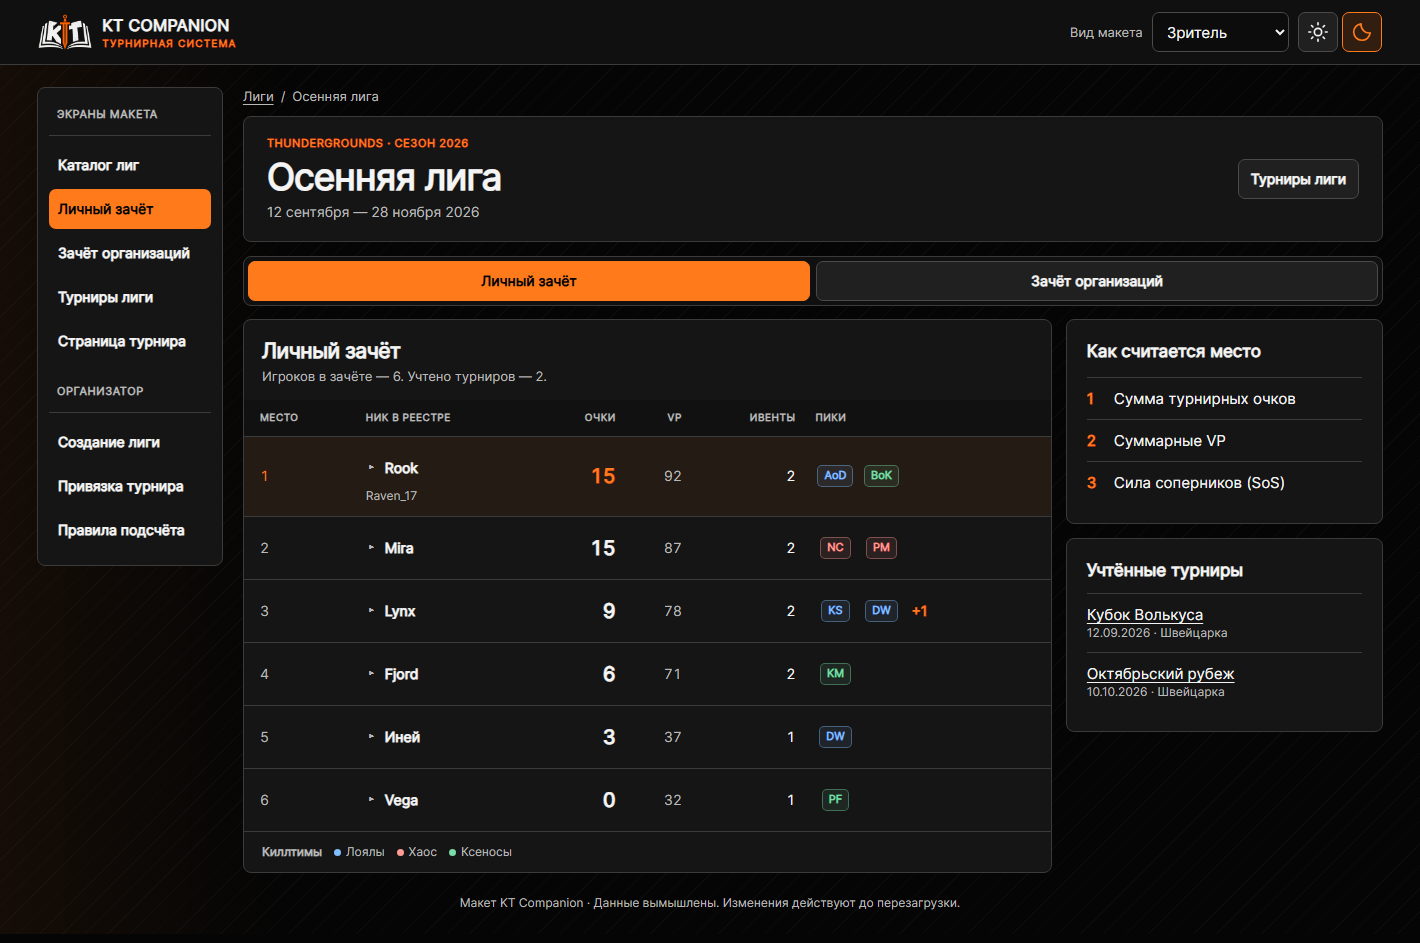 KT COMPANION
ТУРНИРНАЯ СИСТЕМА
Вид макета
Зритель
ЭКРАНЫ МАКЕТА
Каталог лиг
Личный зачёт
Зачёт организаций
Турниры лиги
Страница турнира
ОРГАНИЗАТОР
Создание лиги
Привязка турнира
Правила подсчёта
Лиги / Осенняя лига
THUNDERGROUNDS · СЕЗОН 2026
Осенняя лига
12 сентября — 28 ноября 2026
Турниры лиги
Личный зачёт
Зачёт организаций
Личный зачёт
Игроков в зачёте — 6. Учтено турниров — 2.
МЕСТО НИК В РЕЕСТРЕ ОЧКИ VP ИВЕНТЫ ПИКИ
1 Rook 15 92 2 AoD BoK
Raven_17
2 Mira 15 87 2 NC PM
3 Lynx 9 78 2 KS DW +1
4 Fjord 6 71 2 KM
5 Иней 3 37 1 DW
6 Vega 0 32 1 PF
Киллтимы Лоялы Хаос Ксеносы
Как считается место
1 Сумма турнирных очков
2 Суммарные VP
3 Сила соперников (SoS)
Учтённые турниры
Кубок Волькуса
12.09.2026 · Швейцарка
Октябрьский рубеж
10.10.2026 · Швейцарка
Макет KT Companion · Данные вымышлены. Изменения действуют до перезагрузки.